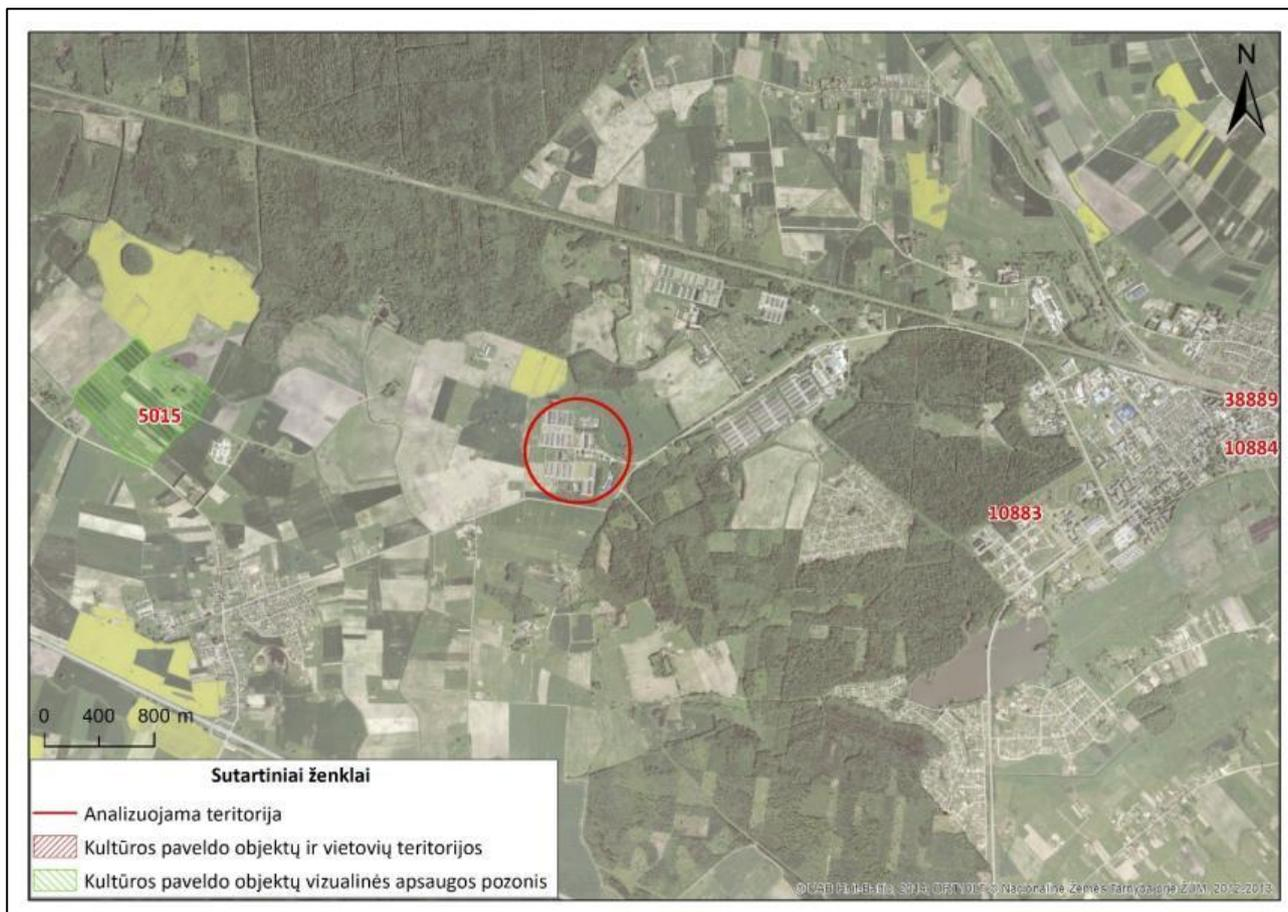 N
5015
38889
10884
10883
0 400 800 m
Sutartiniai ženklai
Analizuojama teritorija
Kultūros paveldo objektų ir vietovių teritorijos
Kultūros paveldo objektų vizualinės apsaugos pozonis
© UAB Hnit-Baltic, 2014, ORT10LT © Nacionalinė Žemės Tarnyba prie ŽŪM, 2012-2013